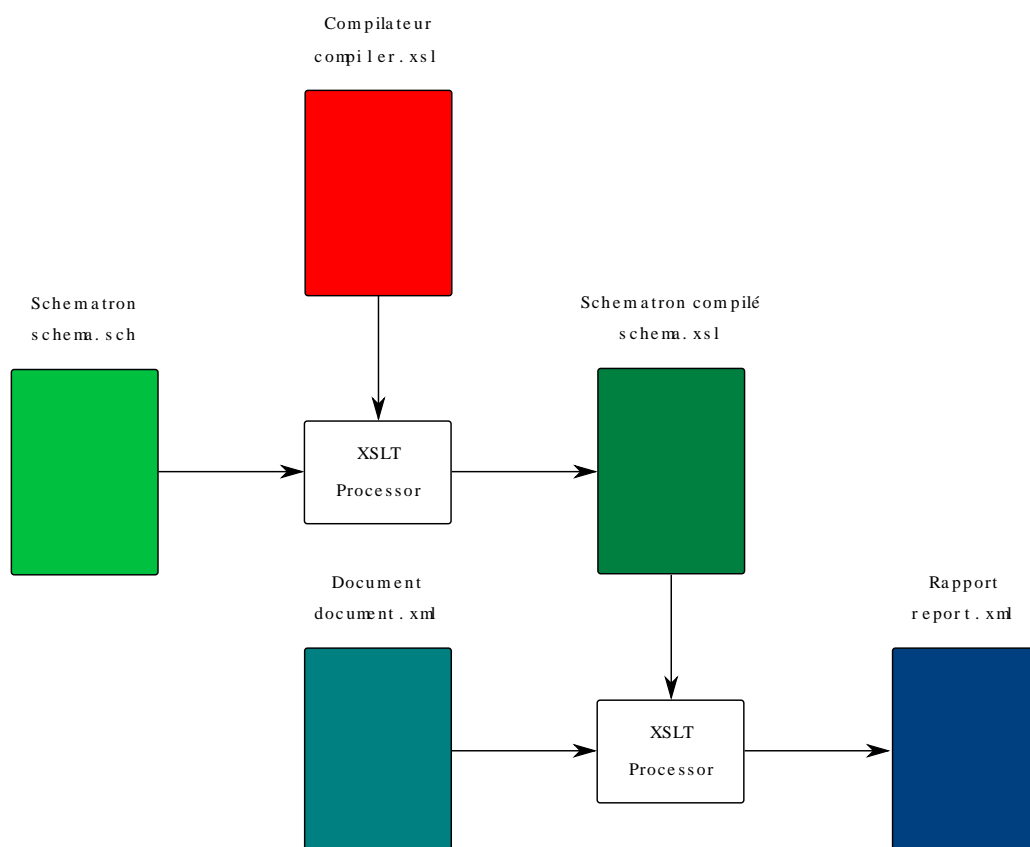 Compilateur
compiler.xsl
Schematron
schema.sch
Schematron compilé
schema.xsl
XSLT
Processor
Document
document.xml
Rapport
report.xml
XSLT
Processor